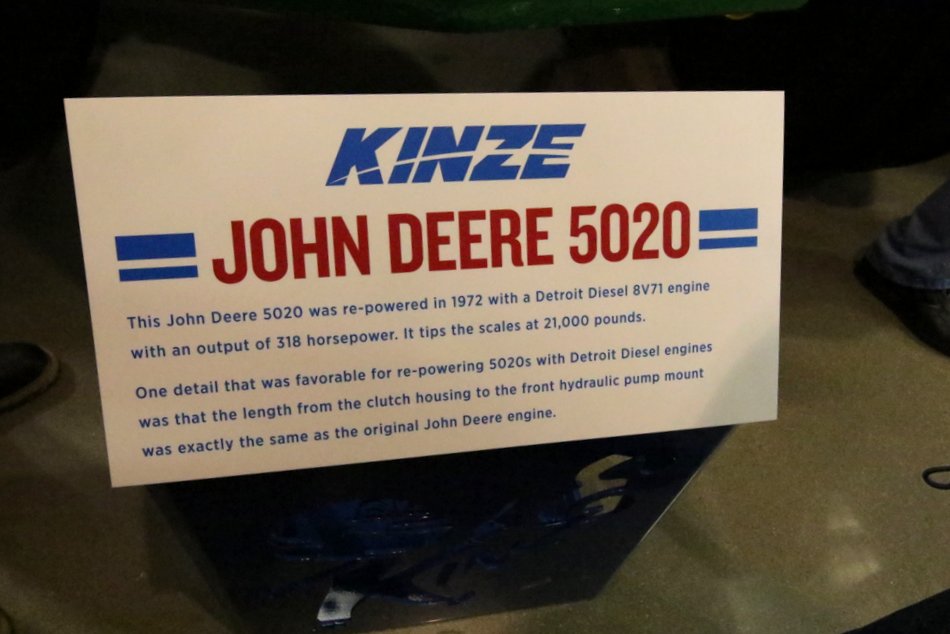 KINZE
JOHN DEERE 5020
This John Deere 5020 was re-powered in 1972 with a Detroit Diesel 8V71 engine
with an output of 318 horsepower. It tips the scales at 21,000 pounds.
One detail that was favorable for re-powering 5020s with Detroit Diesel engines
was that the length from the clutch housing to the front hydraulic pump mount
was exactly the same as the original John Deere engine.